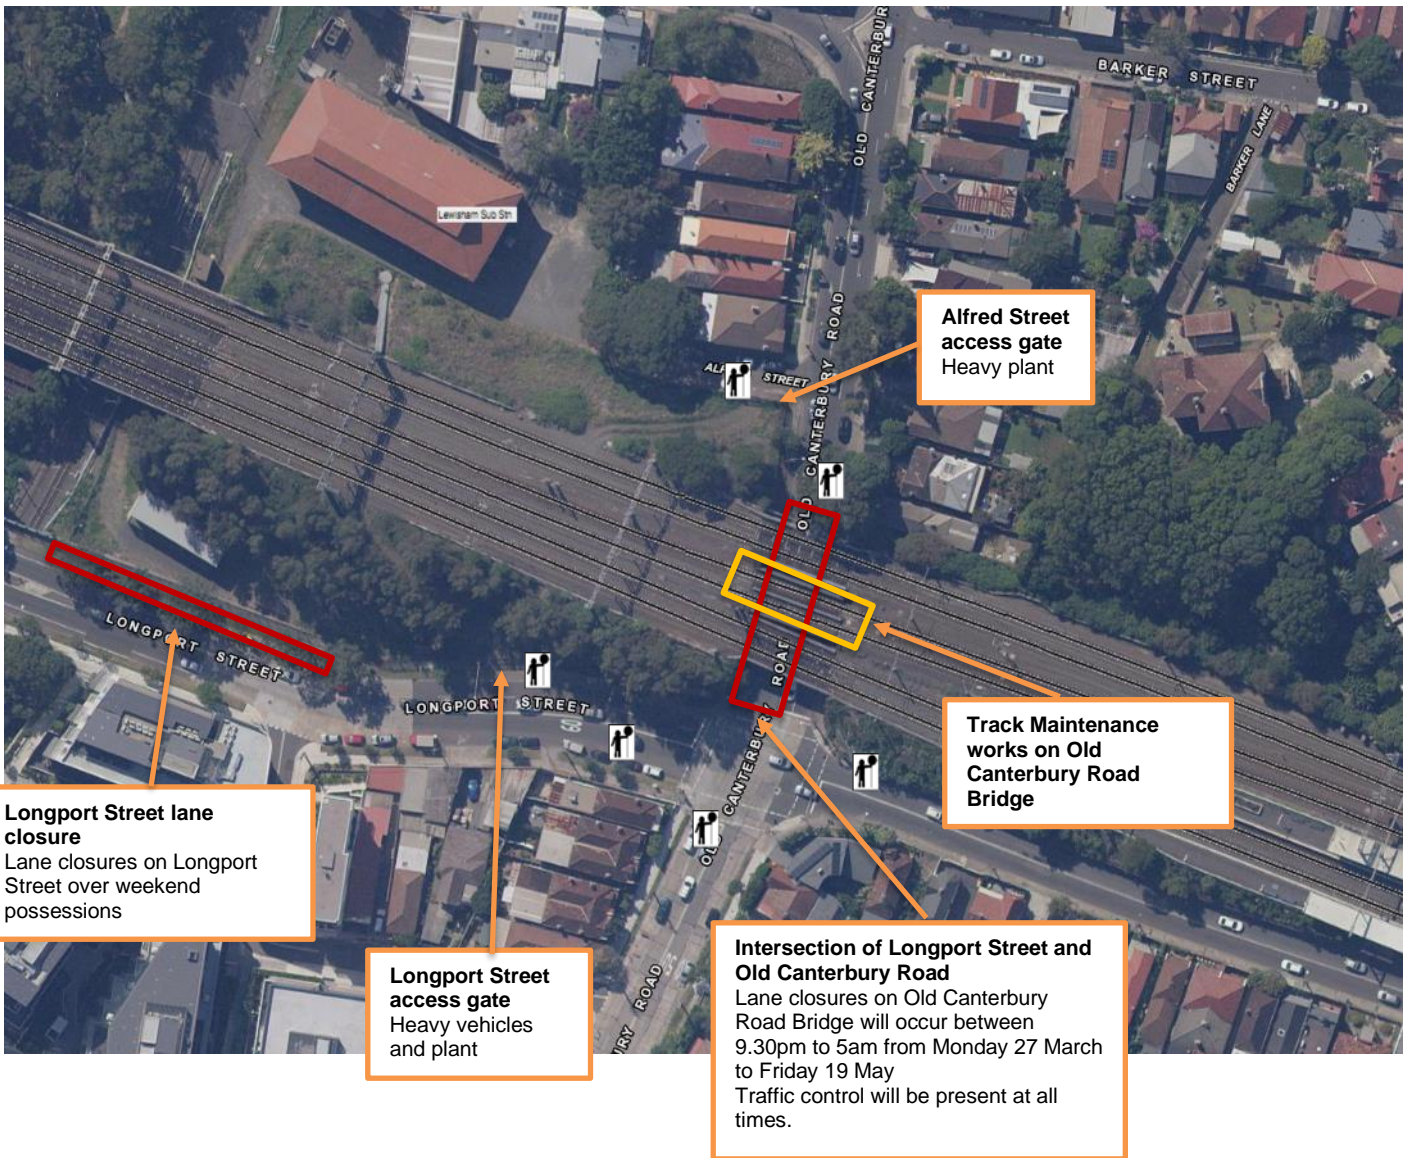 OLD CANTERBUR
BARKER STREET
BARKER LANE
Lewisham Sub Stn
OLD CANTERBURY ROAD
Alfred Street
access gate
Heavy plant
STREET
LONGPORT STREET
LONGPORT STREET
60
OLD CANTERBURY ROAD
URY ROAD
Track Maintenance
works on Old
Canterbury Road
Bridge
Longport Street lane
closure
Lane closures on Longport
Street over weekend
possessions
Longport Street
access gate
Heavy vehicles
and plant
Intersection of Longport Street and
Old Canterbury Road
Lane closures on Old Canterbury
Road Bridge will occur between
9.30pm to 5am from Monday 27 March
to Friday 19 May
Traffic control will be present at all
times.